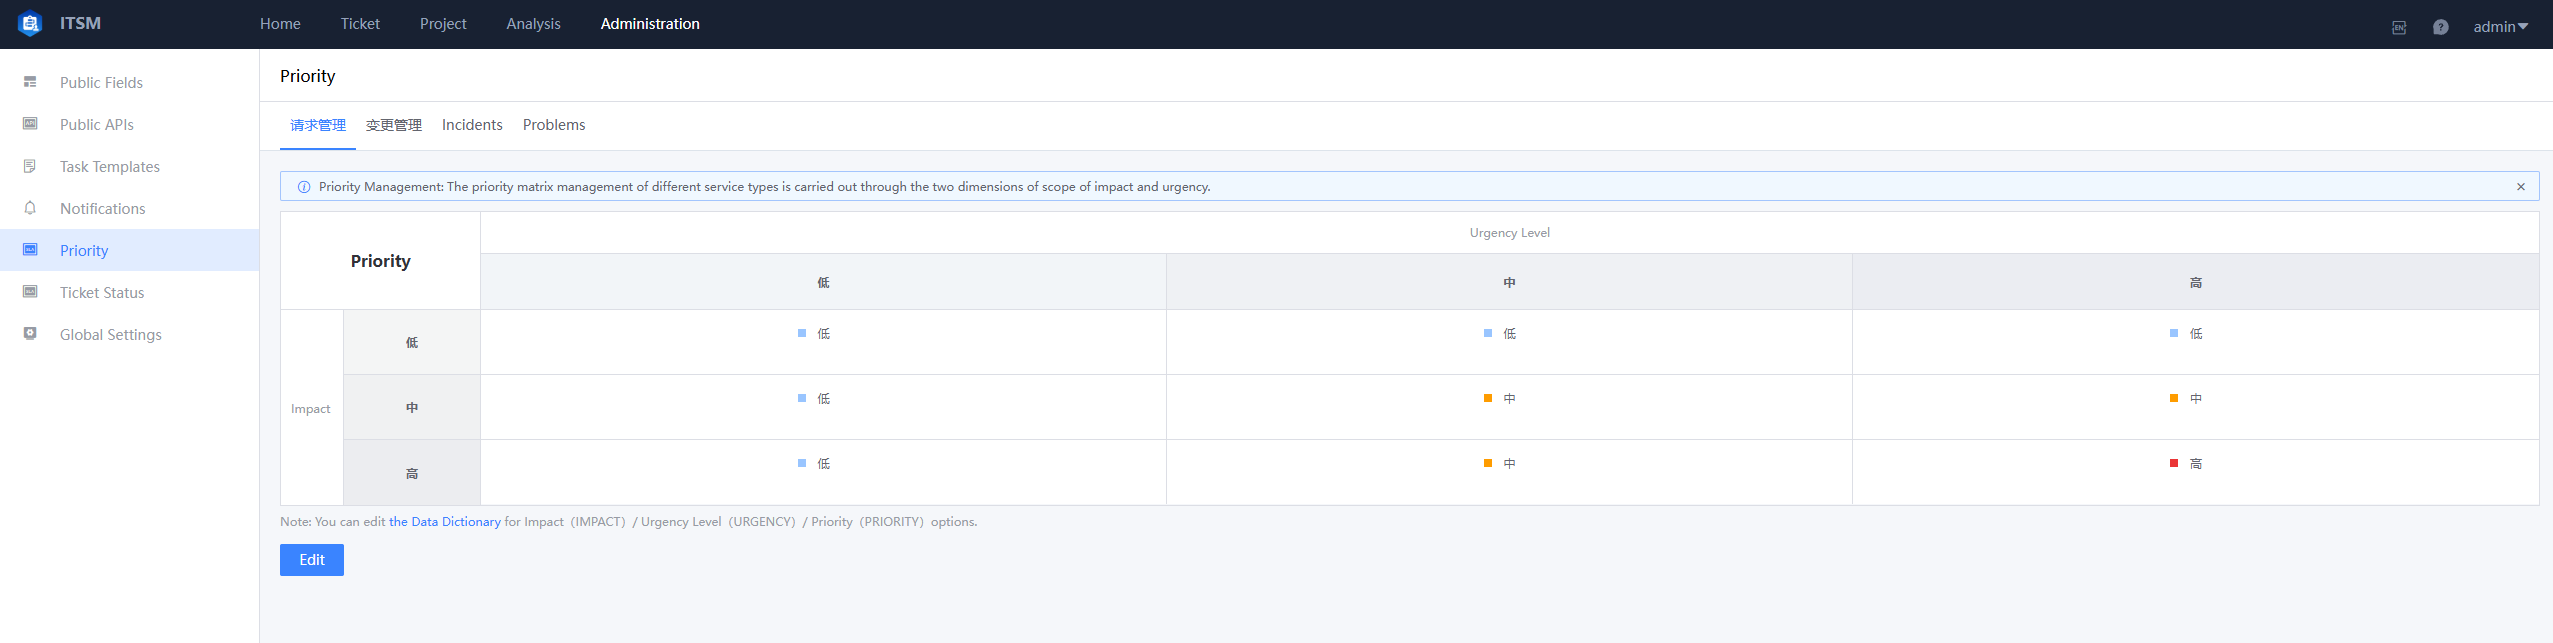 ITSM Home Ticket Project Analysis Administration EN ? admin
Public Fields
Public APIs
Task Templates
Notifications
Priority
Ticket Status
Global Settings
Priority
请求管理 变更管理 Incidents Problems
Priority Management: The priority matrix management of different service types is carried out through the two dimensions of scope of impact and urgency.
Priority
Urgency Level
低 中 高
Impact
低 低 低 低
中 低 中 中
高 低 中 高
Note: You can edit the Data Dictionary for Impact（IMPACT）/ Urgency Level（URGENCY）/ Priority（PRIORITY）options.
Edit